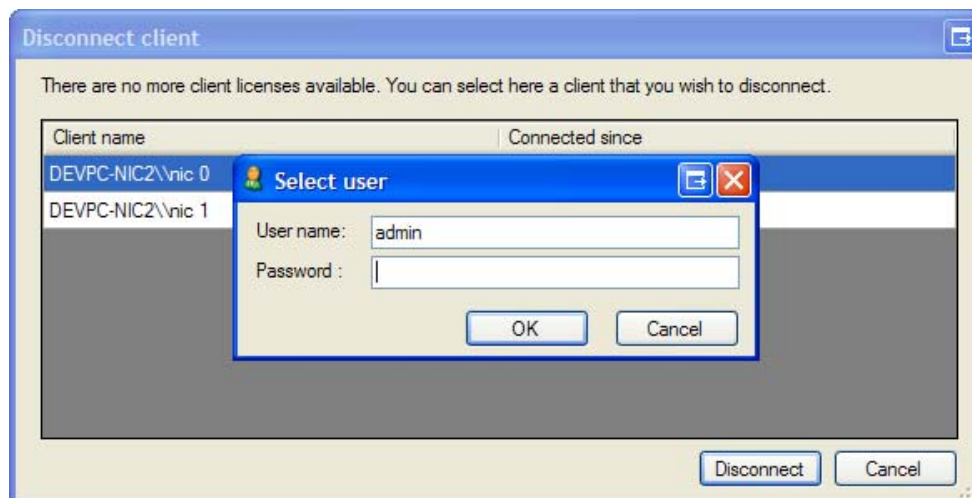 Disconnect client
There are no more client licenses available. You can select here a client that you wish to disconnect.
Client name Connected since
DEVPC-NIC2\\nic 0
DEVPC-NIC2\\nic 1
Select user
User name: admin
Password :
OK Cancel
Disconnect Cancel